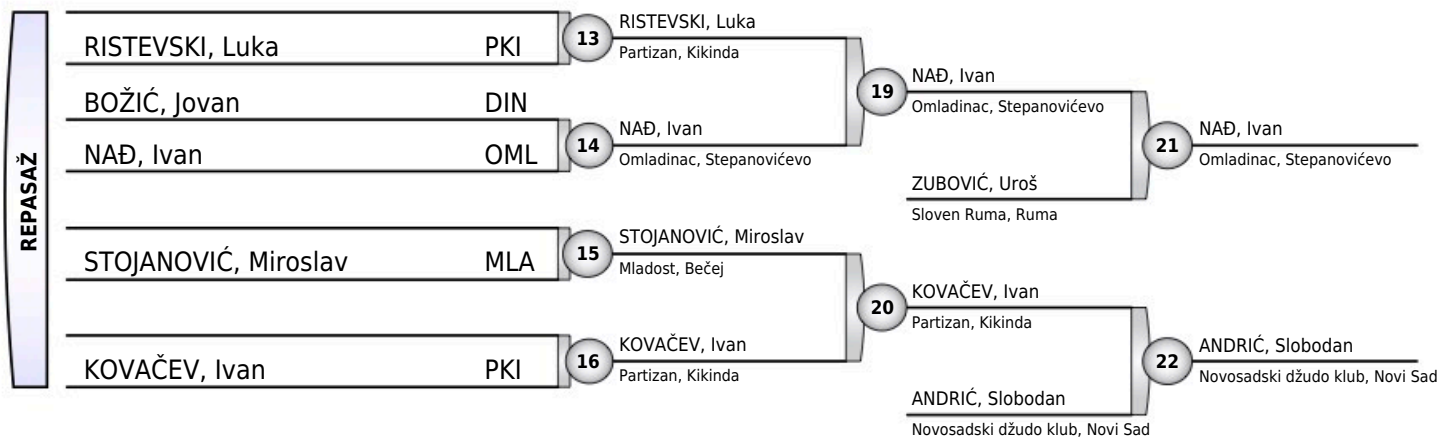 REPASAŽ
RISTEVSKI, Luka PKI
BOŽIĆ, Jovan DIN
NAĐ, Ivan OML
STOJANOVIĆ, Miroslav MLA
KOVAČEV, Ivan PKI
13
RISTEVSKI, Luka
Partizan, Kikinda
14
NAĐ, Ivan
Omladinac, Stepanovićevo
15
STOJANOVIĆ, Miroslav
Mladost, Bečej
16
KOVAČEV, Ivan
Partizan, Kikinda
19
NAĐ, Ivan
Omladinac, Stepanovićevo
ZUBOVIĆ, Uroš
Sloven Ruma, Ruma
20
KOVAČEV, Ivan
Partizan, Kikinda
ANDRIĆ, Slobodan
Novosadski džudo klub, Novi Sad
21
NAĐ, Ivan
Omladinac, Stepanovićevo
22
ANDRIĆ, Slobodan
Novosadski džudo klub, Novi Sad